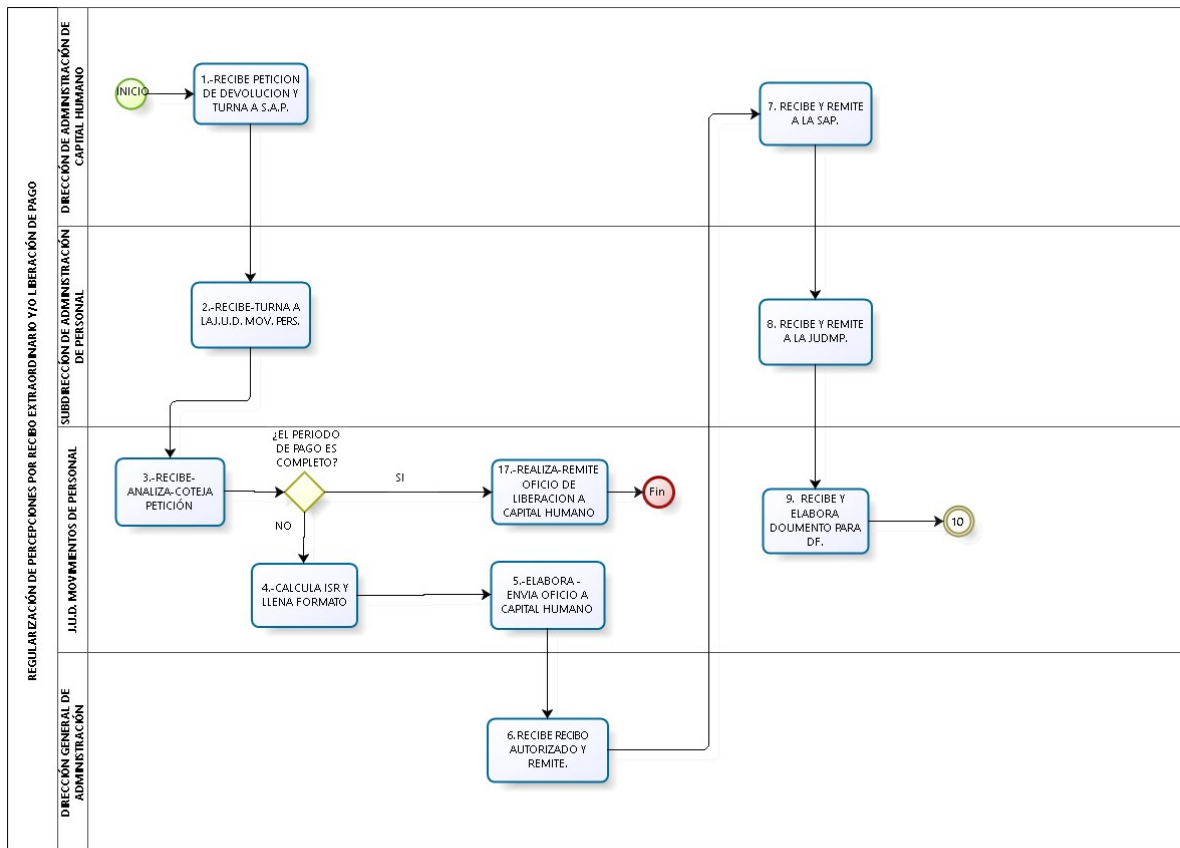 REGULARIZACIÓN DE PERCEPCIONES POR RECIBO EXTRAORDINARIO Y/O LIBERACIÓN DE PAGO
DIRECCIÓN DE ADMINISTRACIÓN DE
CAPITAL HUMANO
INICIO
1.-RECIBE PETICION
DE DEVOLUCION Y
TURNA A S.A.P.
7. RECIBE Y REMITE
A LA SAP.
SUBDIRECCÍON DE ADMINISTRACIÓN
DE PERSONAL
2.-RECIBE-TURNA A
LAJ.U.D. MOV. PERS.
8. RECIBE Y REMITE
A LA JUDMP.
J.U.D. MOVIMIENTOS DE PERSONAL
3.-RECIBE-
ANALIZA-COTEJA
PETICIÓN
¿EL PERIODO
DE PAGO ES
COMPLETO?
SI
17.-REALIZA-REMITE
OFICIO DE
LIBERACION A
CAPITAL HUMANO
Fin
NO
4.-CALCULA ISR Y
LLENA FORMATO
5.-ELABORA -
ENVIA OFICIO A
CAPITAL HUMANO
9. RECIBE Y
ELABORA
DOUMENTO PARA
DF.
10
DIRECCIÓN GENERAL DE
ADMINISTRACIÓN
6.RECIBE RECIBO
AUTORIZADO Y
REMITE.